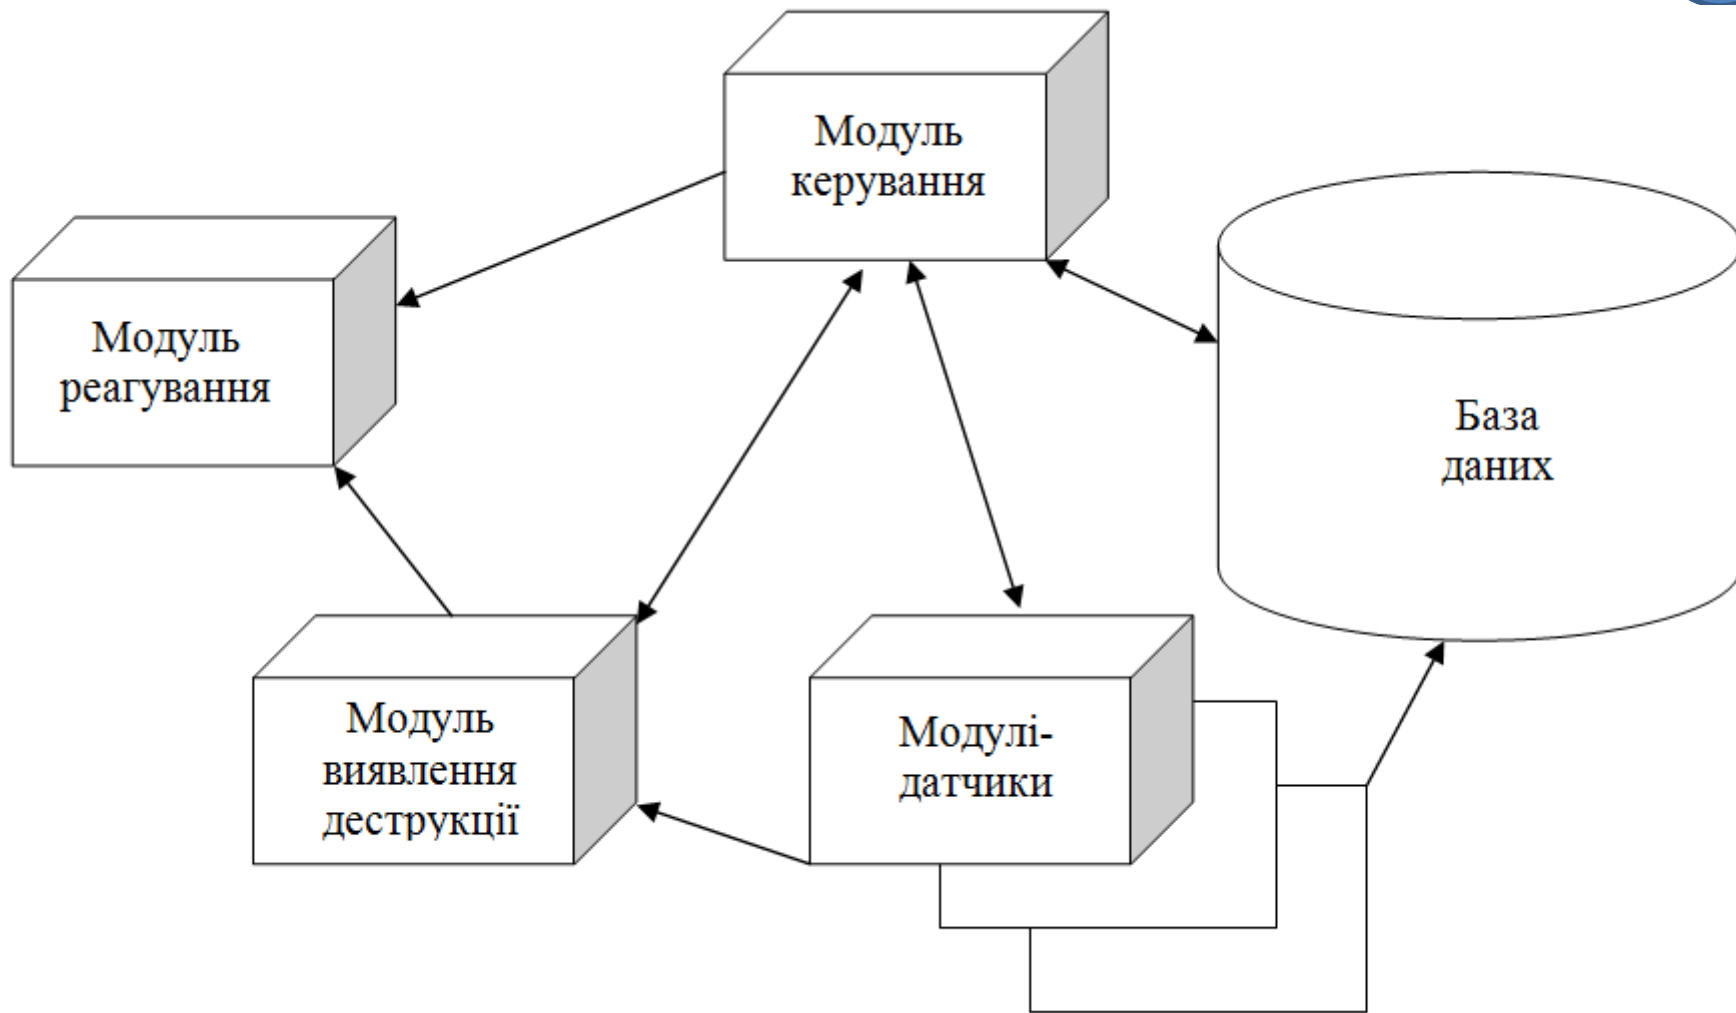 Модуль
керування
Модуль
реагування
База
даних
Модуль
виявлення
деструкції
Модулі-
датчики